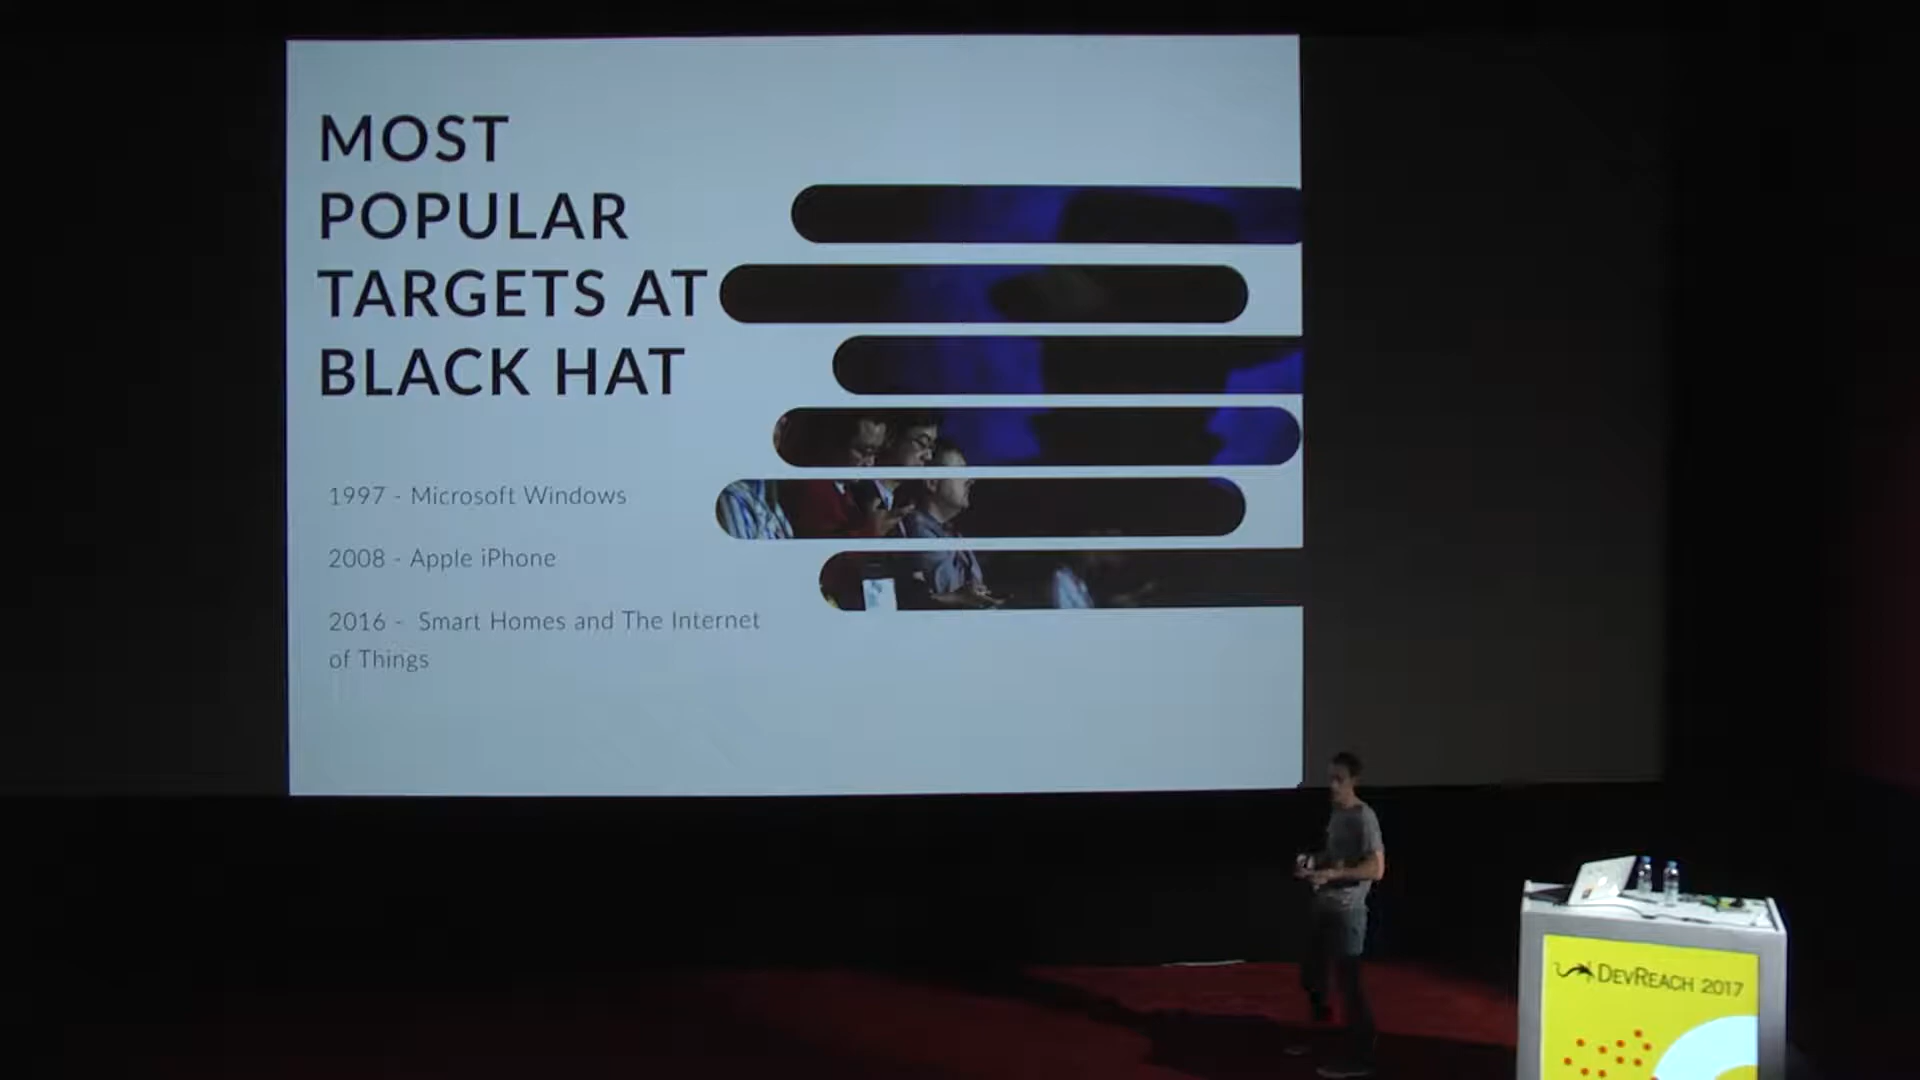 MOST
POPULAR
TARGETS AT
BLACK HAT
1997 - Microsoft Windows
2008 - Apple iPhone
2016 - Smart Homes and The Internet
of Things
DEVREACH 2017